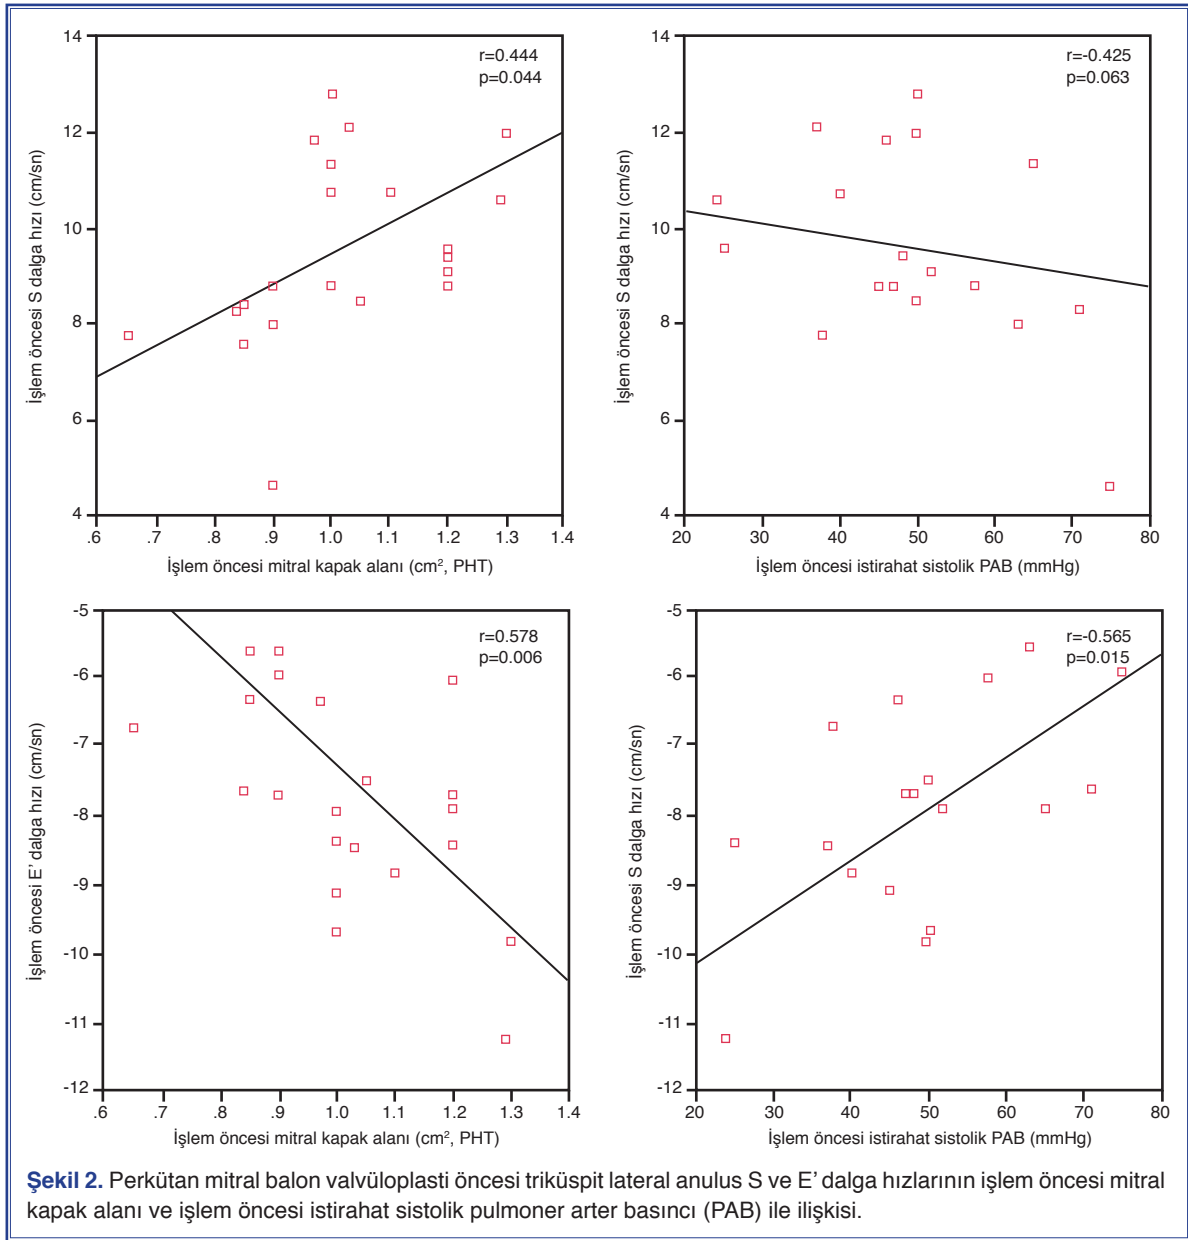 14
12
10
8
6
4
.6 .7 .8 .9 1.0 1.1 1.2 1.3 1.4
r=0.444
p=0.044
İşlem öncesi S dalga hızı (cm/sn)
İşlem öncesi mitral kapak alanı (cm², PHT)
14
12
10
8
6
4
20 30 40 50 60 70 80
r=-0.425
p=0.063
İşlem öncesi S dalga hızı (cm/sn)
İşlem öncesi istirahat sistolik PAB (mmHg)
-5
-6
-7
-8
-9
-10
-11
-12
.6 .7 .8 .9 1.0 1.1 1.2 1.3 1.4
r=0.578
p=0.006
İşlem öncesi E’ dalga hızı (cm/sn)
İşlem öncesi mitral kapak alanı (cm², PHT)
-5
-6
-7
-8
-9
-10
-11
-12
20 30 40 50 60 70 80
r=-0.565
p=0.015
İşlem öncesi S dalga hızı (cm/sn)
İşlem öncesi istirahat sistolik PAB (mmHg)
Şekil 2. Perkütan mitral balon valvüloplasti öncesi triküspit lateral anulus S ve E’ dalga hızlarının işlem öncesi mitral
kapak alanı ve işlem öncesi istirahat sistolik pulmoner arter basıncı (PAB) ile ilişkisi.